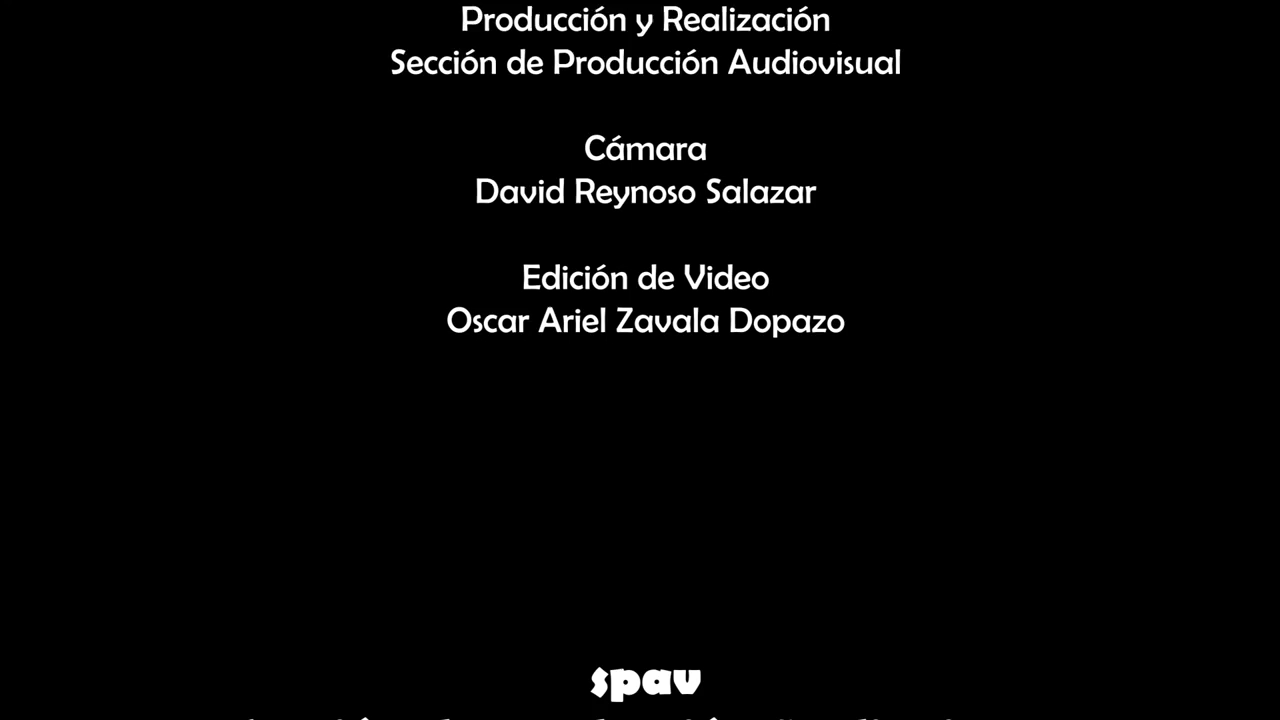 Producción y Realización
Sección de Producción Audiovisual
Cámara
David Reynoso Salazar
Edición de Video
Oscar Ariel Zavala Dopazo
spav